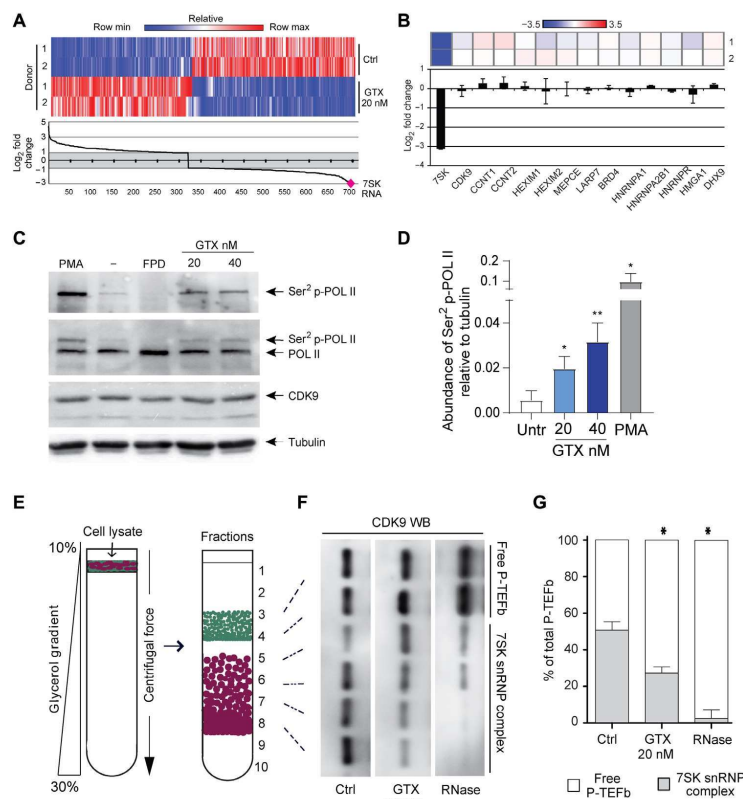 A
Relative
Row min
Row max
Donor
1
2
1
2
Ctrl
GTX
20 nM
Log2 fold
change
5
3
1
0
−1
−3
50 100 150 200 250 300 350 400 450 500 550 600 650 700
7SK
RNA
B
−3.5
3.5
1
2
Log2 fold change
1
0
−1
−2
−3
−4
7SK
CDK9
CCNT1
CCNT2
HEXIM1
HEXIM2
MEPCE
LARP7
BRD4
HNRNPA1
HNRNPA2B1
HNRNPR
HMGA1
DHX9
C
GTX nM
PMA – FPD 20 40
Ser2 p-POL II
Ser2 p-POL II
POL II
CDK9
Tubulin
D
Abundance of Ser2 p-POL II
relative to tubulin
0.1
0.04
0.02
0.00
*
**
*
Untr 20 40 PMA
GTX nM
E
Cell lysate
10%
30%
Glycerol gradient
Centrifugal force
Fractions
1
2
3
4
5
6
7
8
9
10
F
CDK9 WB
Free
P-TEFb
7SK snRNP
complex
Ctrl GTX RNase
G
% of total P-TEFb
100
80
60
40
20
0
* *
Ctrl GTX RNase
20 nM
Free
P-TEFb
7SK snRNP
complex